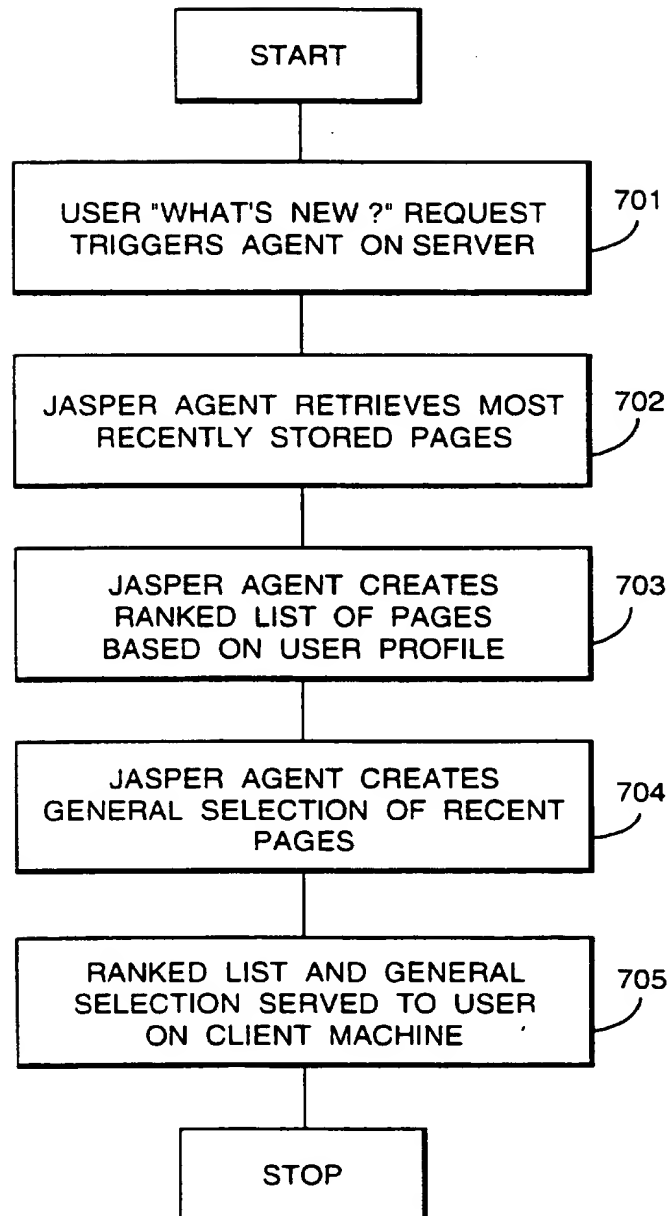 START
USER "WHAT'S NEW ?" REQUEST
TRIGGERS AGENT ON SERVER
701
JASPER AGENT RETRIEVES MOST
RECENTLY STORED PAGES
702
JASPER AGENT CREATES
RANKED LIST OF PAGES
BASED ON USER PROFILE
703
JASPER AGENT CREATES
GENERAL SELECTION OF RECENT
PAGES
704
RANKED LIST AND GENERAL
SELECTION SERVED TO USER
ON CLIENT MACHINE
705
STOP